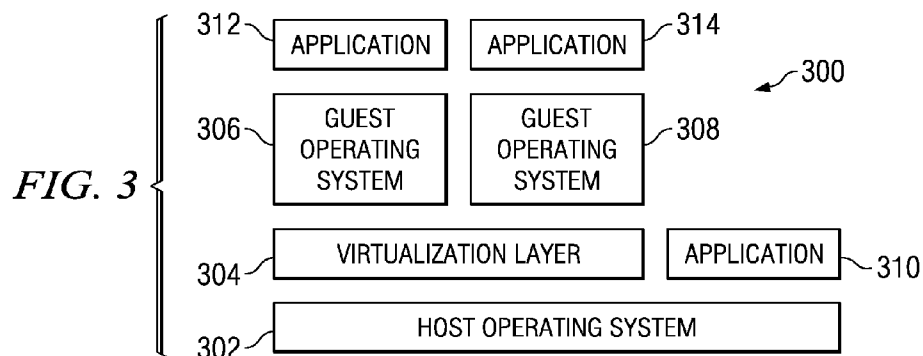 312 APPLICATION APPLICATION 314
300
306 GUEST OPERATING SYSTEM GUEST OPERATING SYSTEM 308
FIG. 3
304 VIRTUALIZATION LAYER APPLICATION 310
302 HOST OPERATING SYSTEM